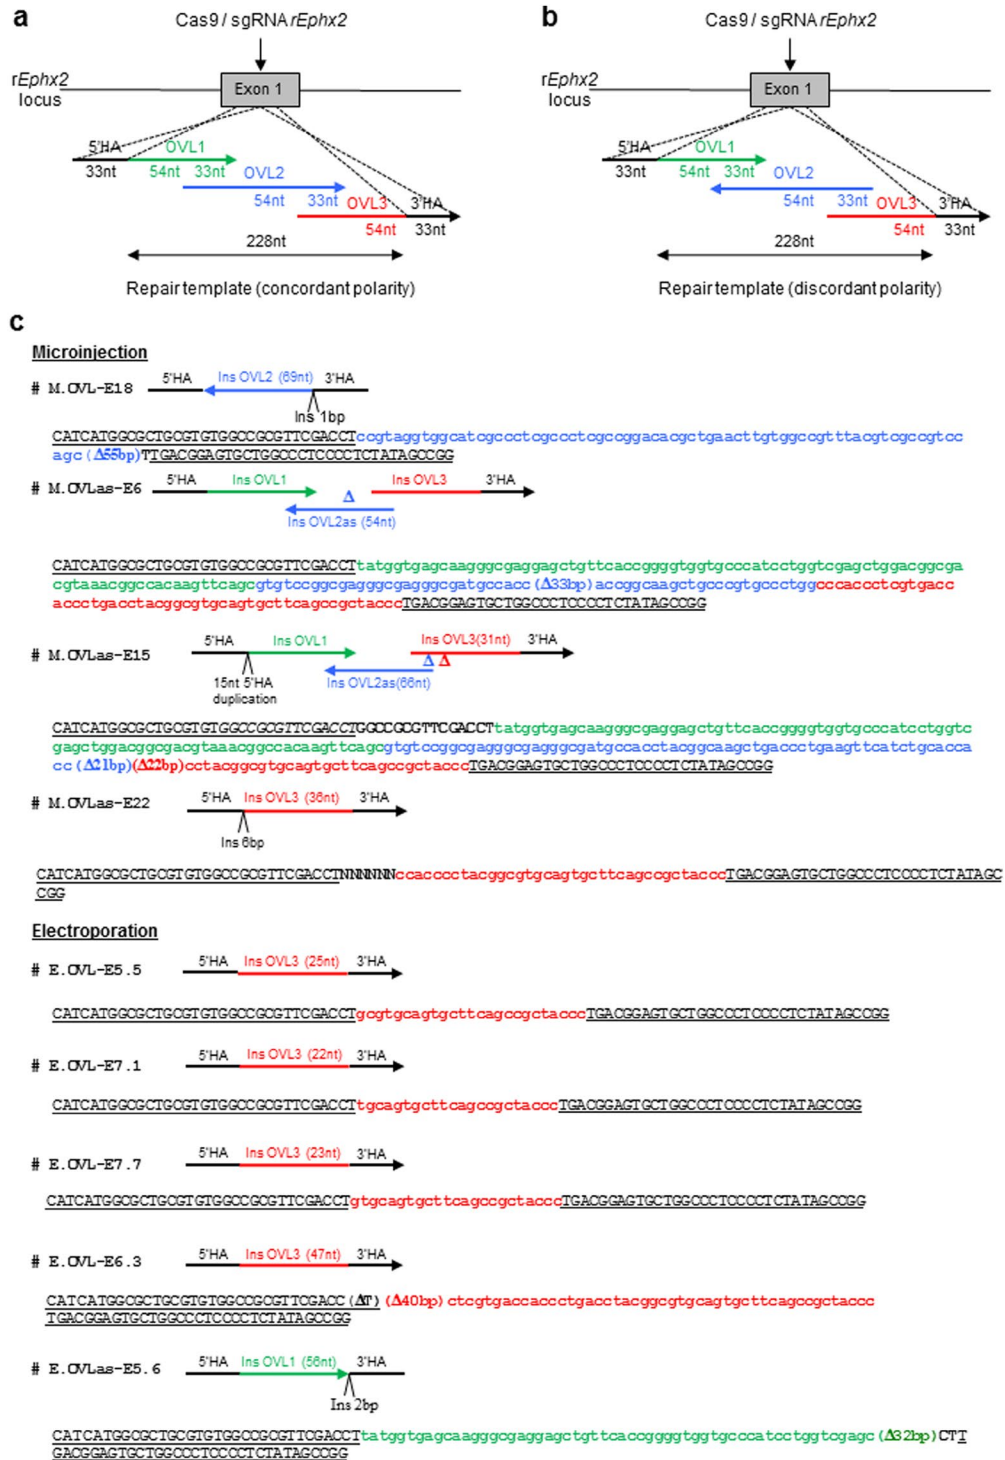 a
Cas9 / sgRNA rEphx2
rEphx2
locus
Exon 1
5'HA
OVL1
33nt
54nt 33nt
OVL2
54nt 33nt
OVL3
3'HA
54nt
33nt
228nt
Repair template (concordant polarity)
b
Cas9 / sgRNA rEphx2
rEphx2
locus
Exon 1
5'HA
OVL1
33nt
54nt 33nt
OVL2
54nt 33nt
OVL3
3'HA
54nt
33nt
228nt
Repair template (discordant polarity)
c
Microinjection
# M.OVL-E18
5'HA Ins OVL2 (69nt) 3'HA
Ins 1bp
CATCATGGCGCTGCGTGTGGCCGCGTTCGACCTccgtaggtggcatcgccctcgccctcgccggacacgctgaacttgtggccgtttacgtcgccgtcc
agc(Δ55bp)TTGACGGAGTGCTGGCCCTCCCCTCTATAGCCGG
# M.OVLas-E6
5'HA Ins OVL1 Ins OVL3 3'HA
Δ
Ins OVL2as (54nt)
CATCATGGCGCTGCGTGTGGCCGCGTTCGACCTtatggtgagcaagggcgaggagctgttcaccggggtggtgcccatcctggtcgagctggacggcga
cgtaaacggccacaagttcagcgtgtccggcgagggcgagggcgatgccacc(Δ33bp)accggcaagctgcccgtgccctggcccaccctcgtgacc
accctgacctacggcgtgcagtgcttcagccgctacccTGACGGAGTGCTGGCCCTCCCCTCTATAGCCGG
# M.OVLas-E15
5'HA Ins OVL1 Ins OVL3(31nt) 3'HA
Δ Δ
15nt 5'HA
duplication
Ins OVL2as(66nt)
CATCATGGCGCTGCGTGTGGCCGCGTTCGACCTGGCCGCGTTCGACCTtatggtgagcaagggcgaggagctgttcaccggggtggtgcccatcctggtc
gagctggacggcgacgtaaacggccacaagttcagcgtgtccggcgagggcgagggcgatgccacctacggcaagctgaccctgaagttcatctgcacca
cc(Δ21bp)(Δ22bp)cctacggcgtgcagtgcttcagccgctacccTGACGGAGTGCTGGCCCTCCCCTCTATAGCCGG
# M.OVLas-E22
5'HA Ins OVL3 (36nt) 3'HA
Ins 6bp
CATCATGGCGCTGCGTGTGGCCGCGTTCGACCTNNNNNNccacccctacggcgtgcagtgcttcagccgctacccTGACGGAGTGCTGGCCCTCCCCTCTATAGC
CGG
Electroporation
# E.OVL-E5.5
5'HA Ins OVL3 (25nt) 3'HA
CATCATGGCGCTGCGTGTGGCCGCGTTCGACCTgcgtgcagtgcttcagccgctacccTGACGGAGTGCTGGCCCTCCCCTCTATAGCCGG
# E.OVL-E7.1
5'HA Ins OVL3 (22nt) 3'HA
CATCATGGCGCTGCGTGTGGCCGCGTTCGACCTtgcagtgcttcagccgctacccTGACGGAGTGCTGGCCCTCCCCTCTATAGCCGG
# E.OVL-E7.7
5'HA Ins OVL3 (23nt) 3'HA
CATCATGGCGCTGCGTGTGGCCGCGTTCGACCTgtgcagtgcttcagccgctacccTGACGGAGTGCTGGCCCTCCCCTCTATAGCCGG
# E.OVL-E6.3
5'HA Ins OVL3 (47nt) 3'HA
CATCATGGCGCTGCGTGTGGCCGCGTTCGACC(ΔT)(Δ40bp)ctcgtgaccaccctgacctacggcgtgcagtgcttcagccgctaccc
TGACGGAGTGCTGGCCCTCCCCTCTATAGCCGG
# E.OVLas-E5.6
5'HA Ins OVL1 (56nt) 3'HA
Ins 2bp
CATCATGGCGCTGCGTGTGGCCGCGTTCGACCTtatggtgagcaagggcgaggagctgttcaccggggtggtgcccatcctggtcgagc(Δ32bp)CTT
GACGGAGTGCTGGCCCTCCCCTCTATAGCCGG